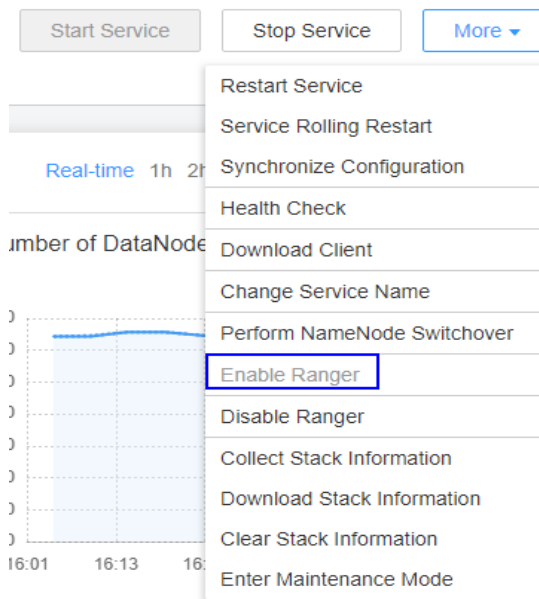 Start Service
Stop Service
More
Restart Service
Service Rolling Restart
Synchronize Configuration
Real-time 1h
Health Check
of DataNode
Download Client
Change Service Name
Perform NameNode Switchover
Enable Ranger
Disable Ranger
Collect Stack Information
Download Stack Information
Clear Stack Information
16:01 16:13
Enter Maintenance Mode